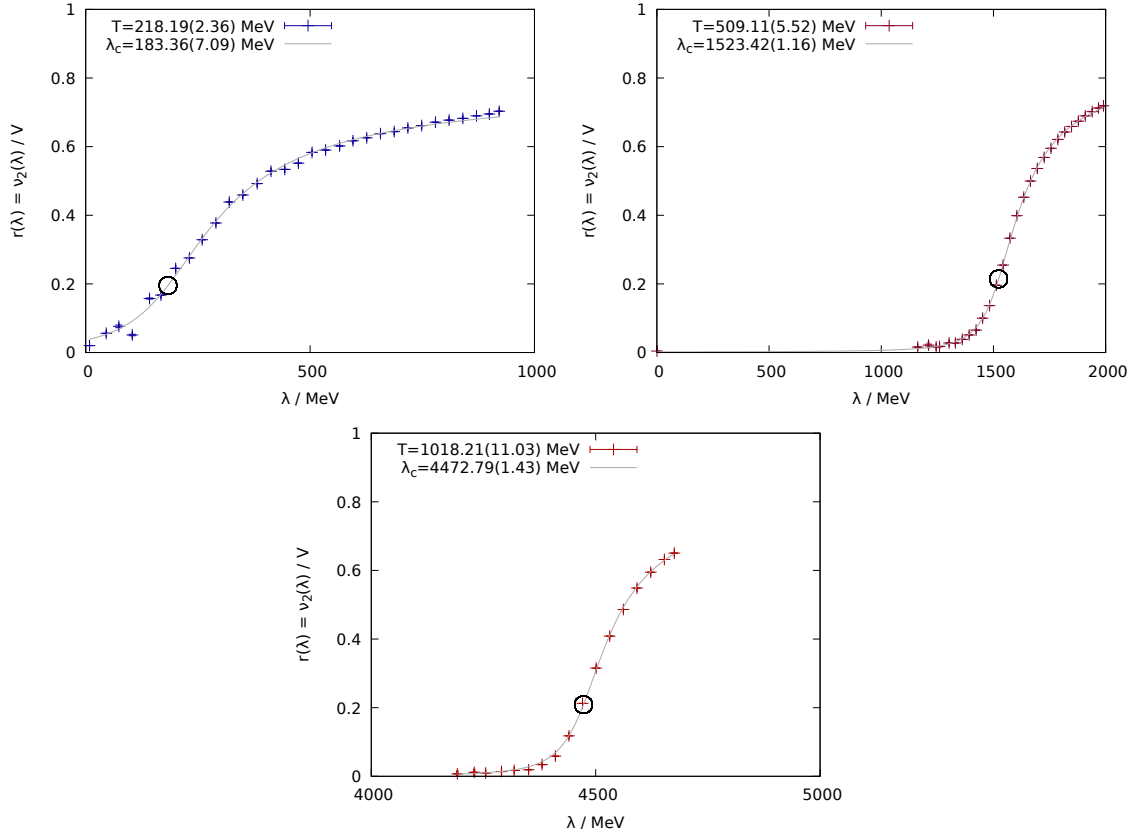 T=218.19(2.36) MeV
λc=183.36(7.09) MeV
1
0.8
0.6
0.4
0.2
0
r(λ) = ν2(λ) / V
0
500
1000
λ / MeV
T=509.11(5.52) MeV
λc=1523.42(1.16) MeV
1
0.8
0.6
0.4
0.2
0
r(λ) = ν2(λ) / V
0
500
1000
1500
2000
λ / MeV
T=1018.21(11.03) MeV
λc=4472.79(1.43) MeV
1
0.8
0.6
0.4
0.2
0
r(λ) = ν2(λ) / V
4000
4500
5000
λ / MeV